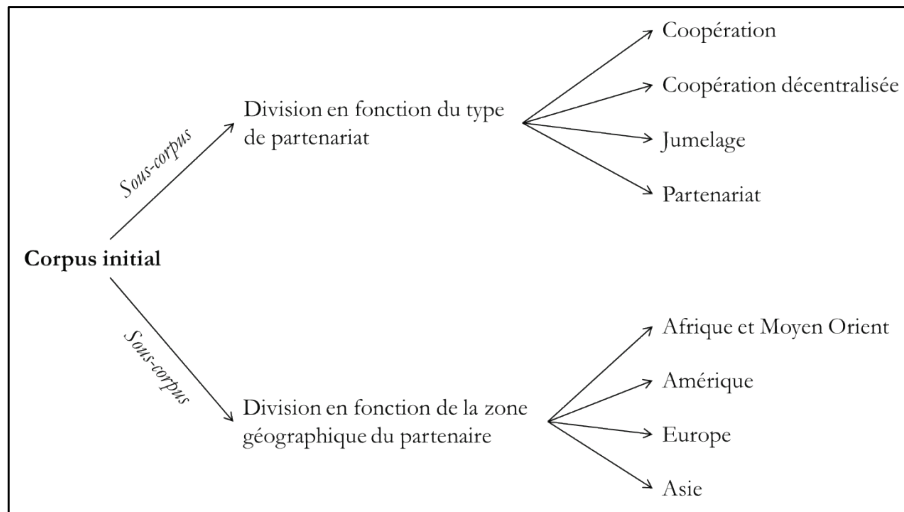 Coopération
Coopération décentralisée
Division en fonction du type
de partenariat
Jumelage
Partenariat
Sous-corpus
Corpus initial
Sous-corpus
Afrique et Moyen Orient
Amérique
Division en fonction de la zone
géographique du partenaire
Europe
Asie